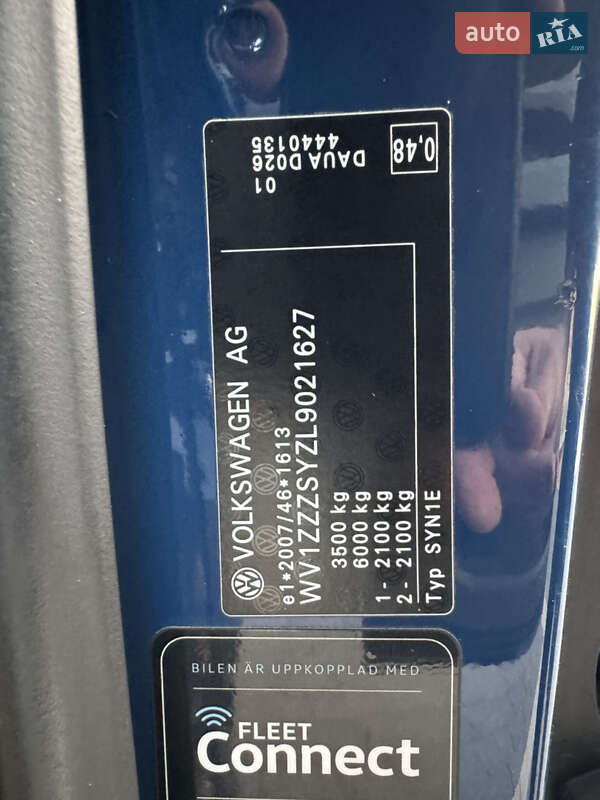 auto RIA
.com
VOLKSWAGEN AG
e1*2007/46*1613
WV1ZZZSYZL9021627
3500 kg
6000 kg
1 - 2100 kg
2 - 2100 kg
Typ SYN1E
01
DAUA D026
4440135
0,48
BILEN ÄR UPPKOPPLAD MED
FLEET
Connect